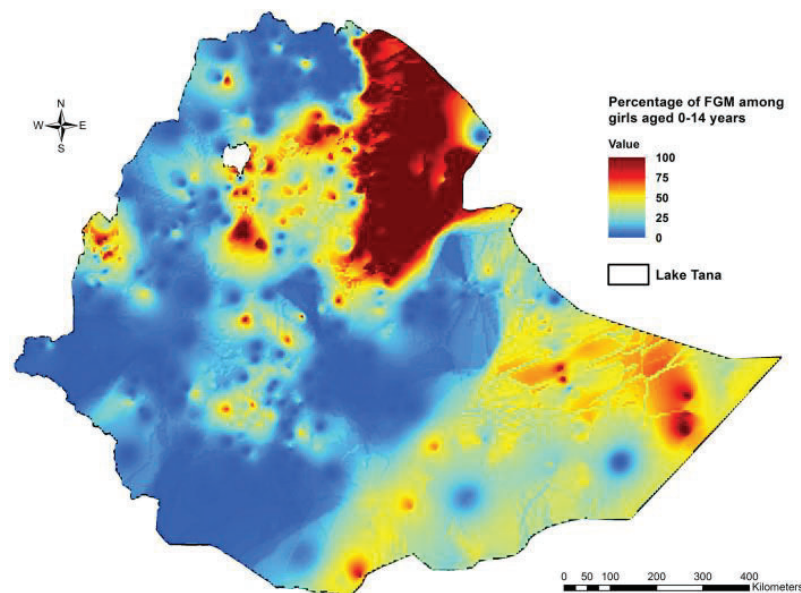 N
W E
S
Percentage of FGM among
girls aged 0-14 years
Value
100
75
50
25
0
Lake Tana
0 50 100 200 300 400
Kilometers